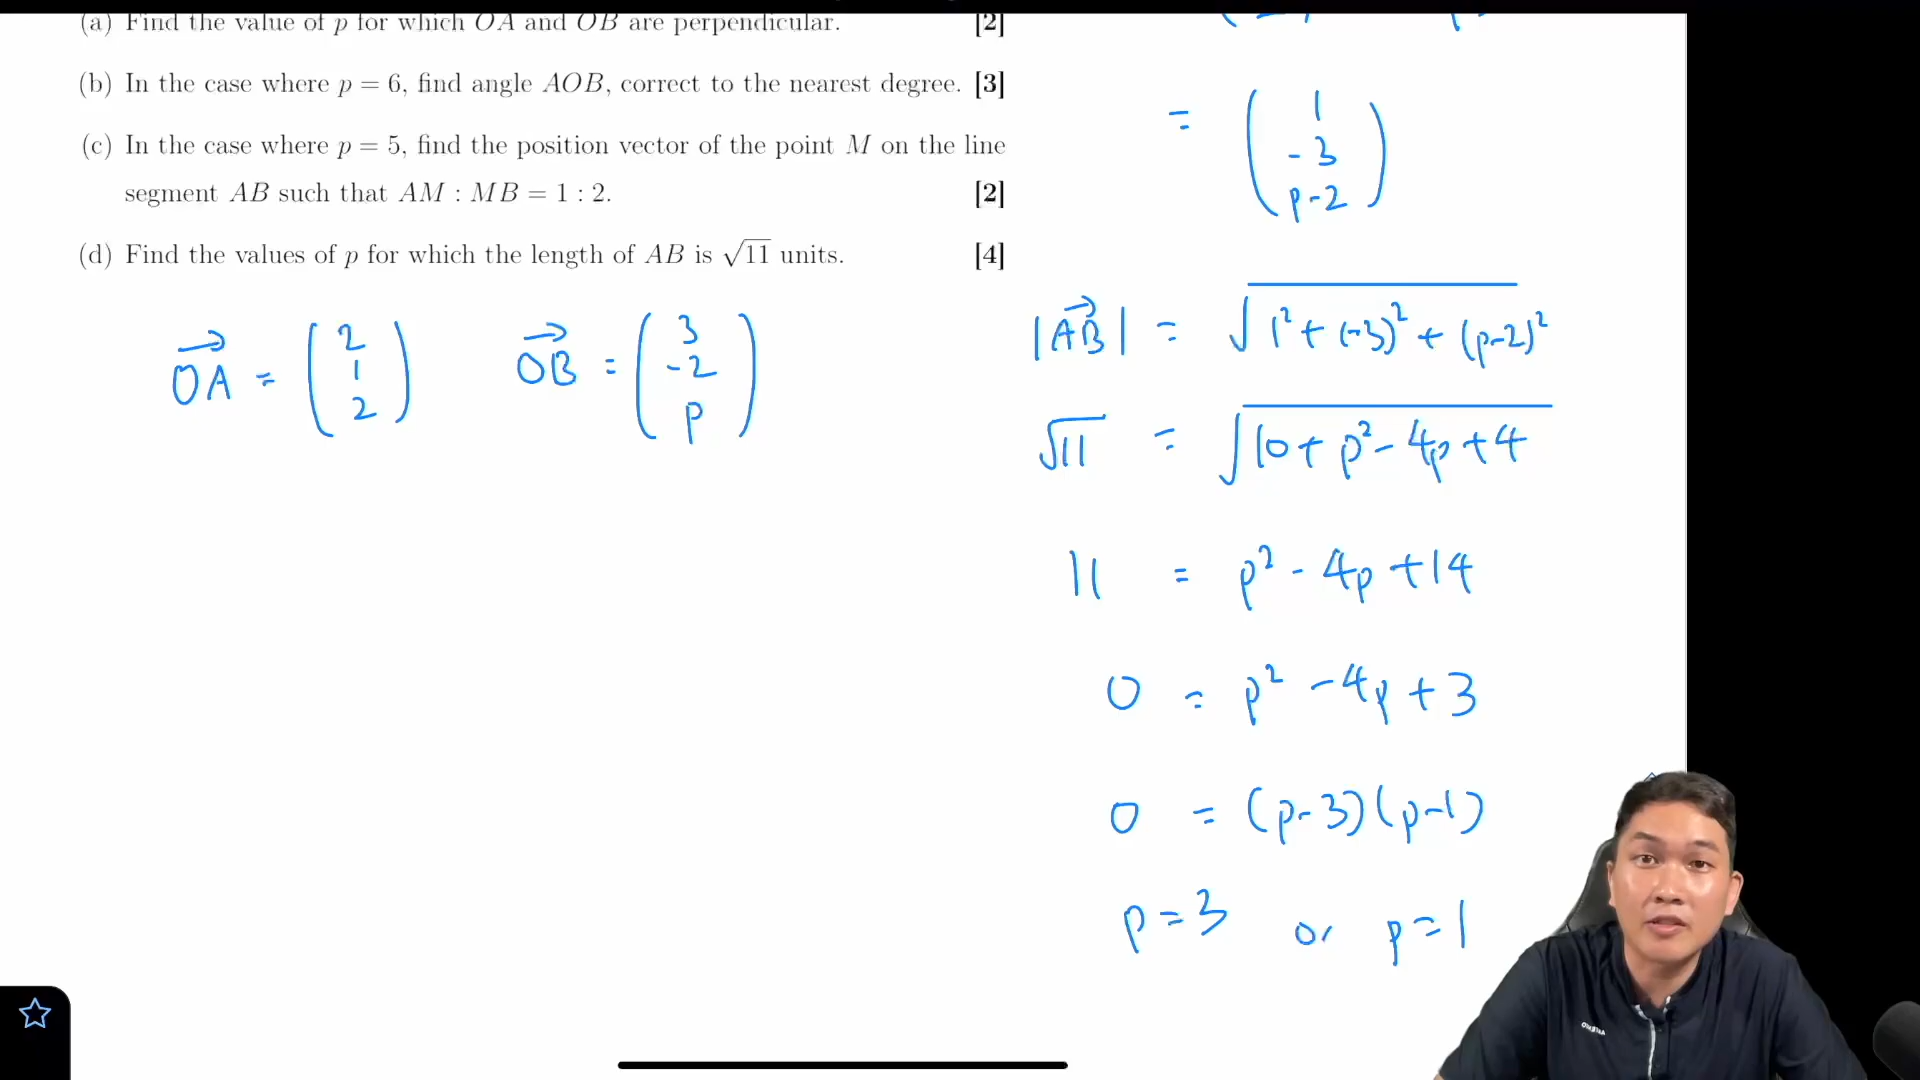 (a) Find the value of p for which OA and OB are perpendicular. [2]
(b) In the case where p = 6, find angle AOB, correct to the nearest degree. [3]
(c) In the case where p = 5, find the position vector of the point M on the line
segment AB such that AM : MB = 1 : 2. [2]
(d) Find the values of p for which the length of AB is √11 units. [4]
OA = (2 1 2) OB = (3 -2 p)
= (1 -3 p-2)
|AB| = √1² + (-3)² + (p-2)²
√11 = √10 + p² - 4p + 4
11 = p² - 4p + 14
0 = p² - 4p + 3
0 = (p-3)(p-1)
p = 3 or p = 1